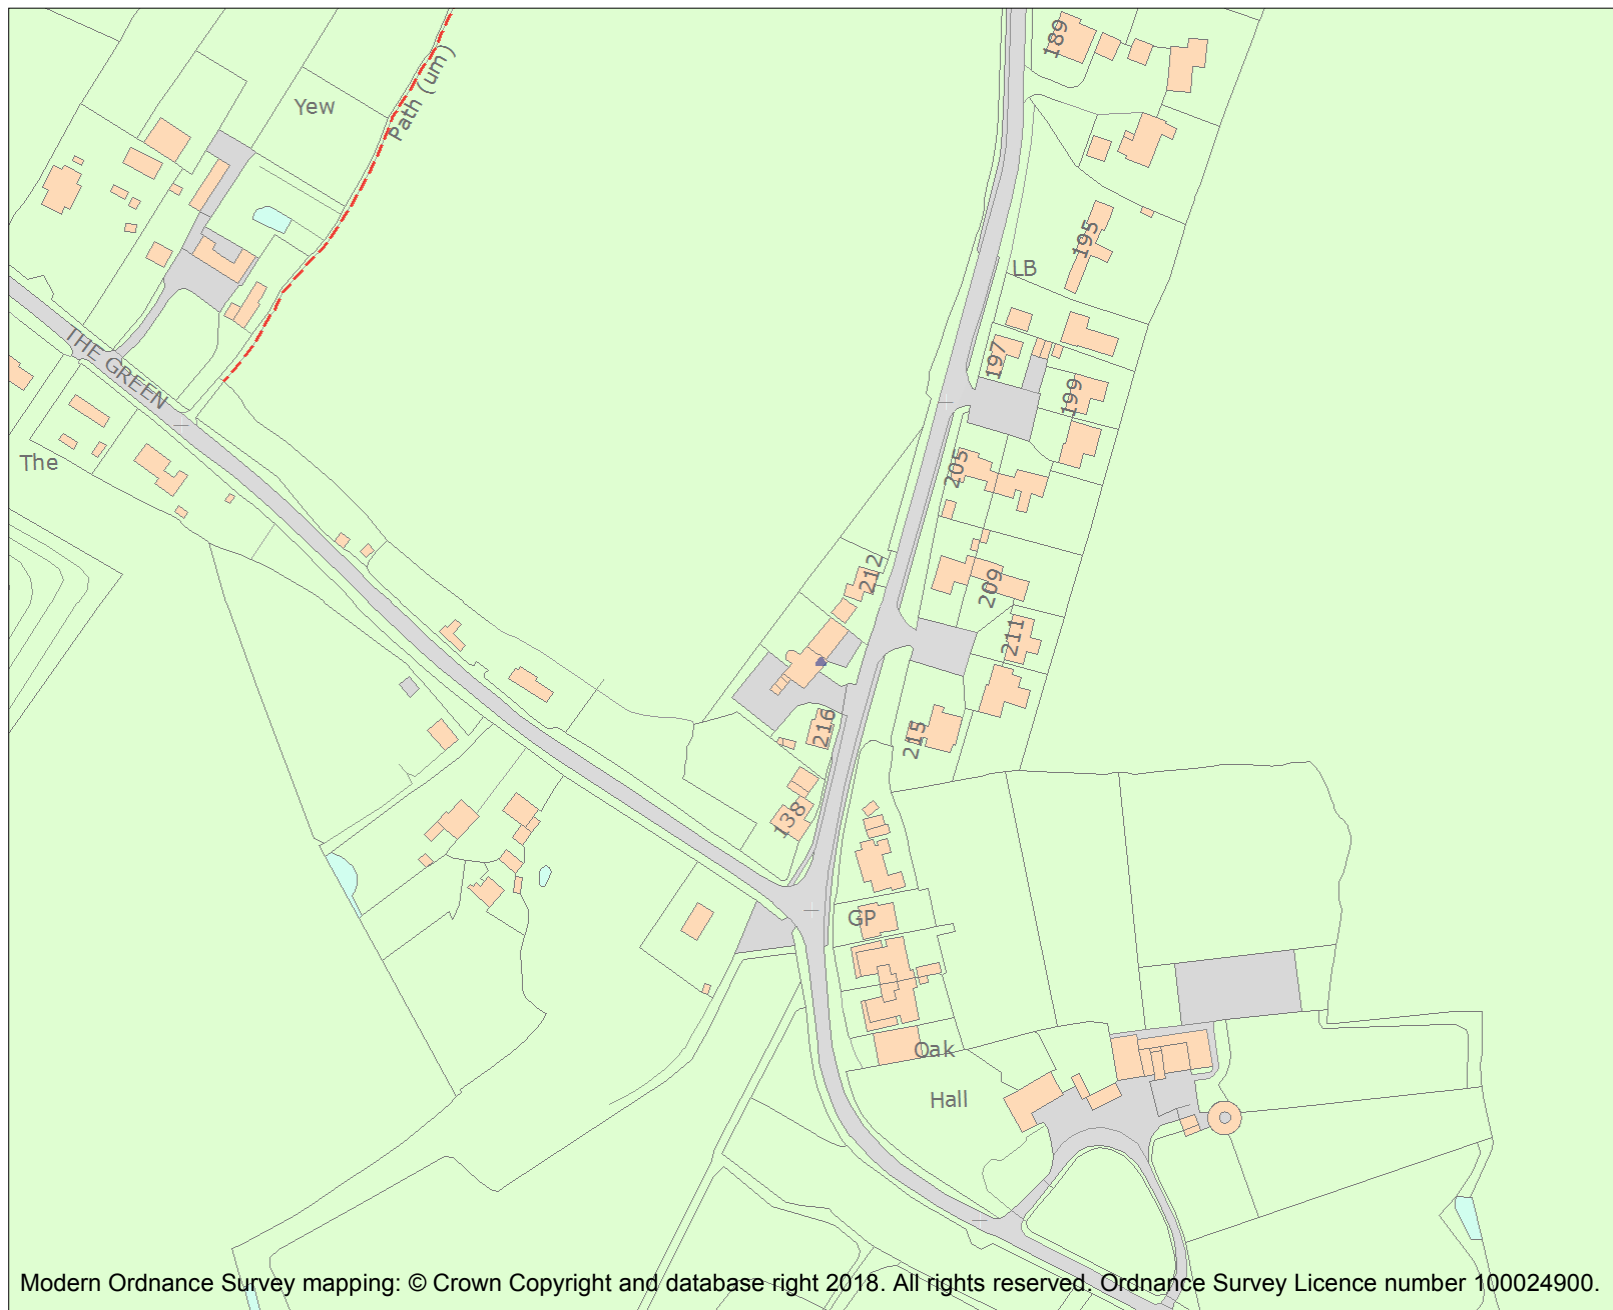 189
Yew
Path (um)
195
LB
THE GREEN
197
199
The
205
212
209
211
216
215
138
GP
Oak
Hall
Modern Ordnance Survey mapping: © Crown Copyright and database right 2018. All rights reserved. Ordnance Survey Licence number 100024900.